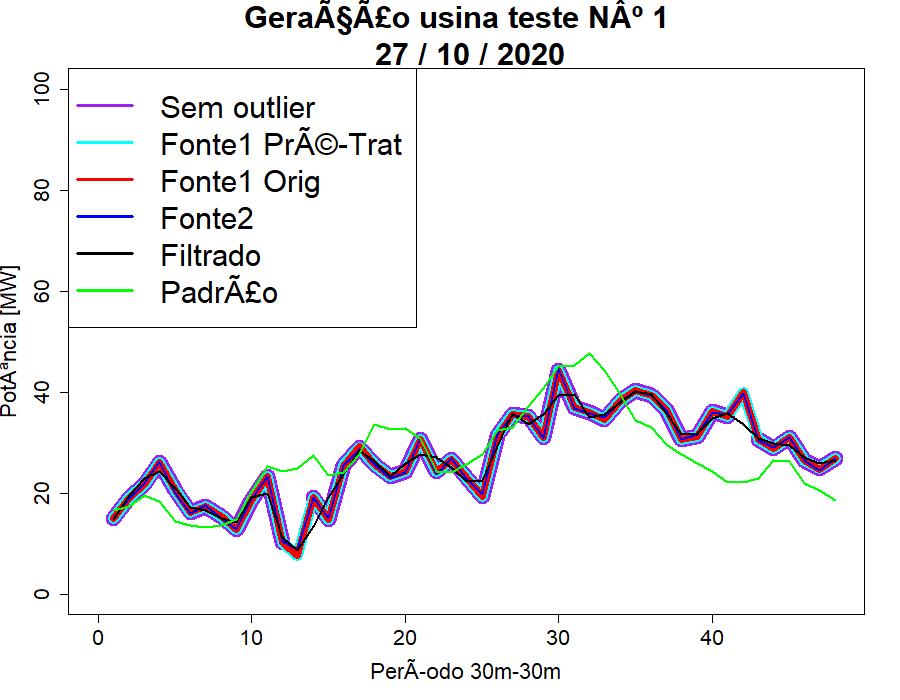 GeraÃ§Ã£o usina teste NÂº 1
27 / 10 / 2020
PotÃªncia [MW]
100
80
60
40
20
0
Sem outlier
Fonte1 PrÃ©-Trat
Fonte1 Orig
Fonte2
Filtrado
PadrÃ£o
0 10 20 30 40
PerÃ-odo 30m-30m